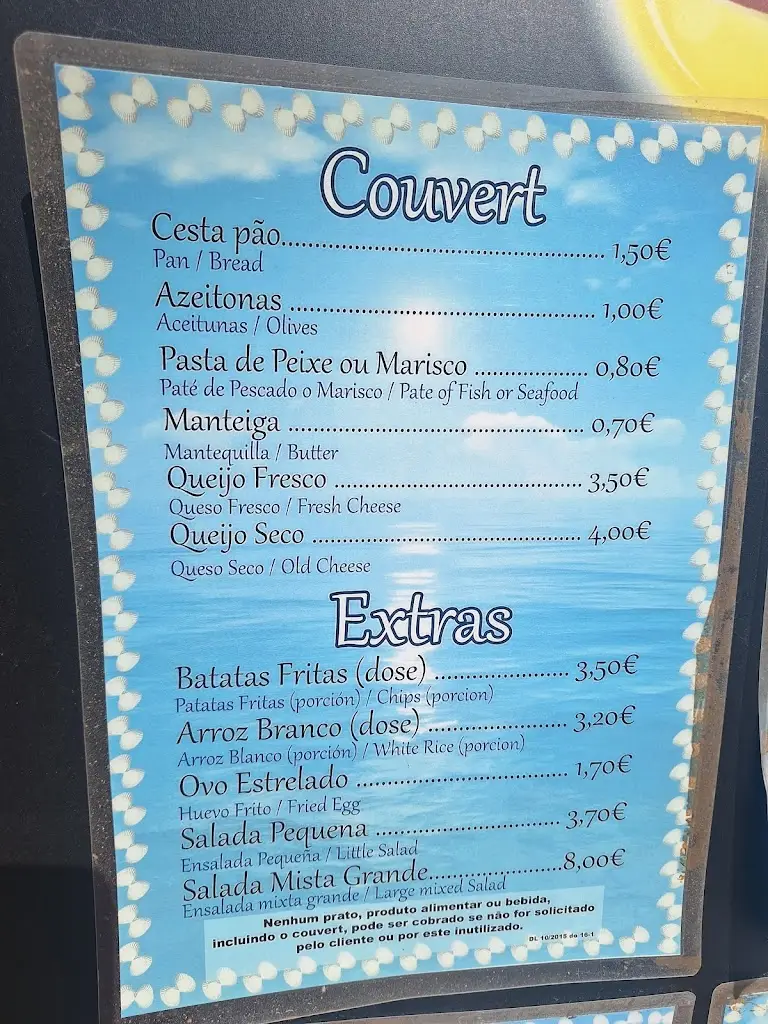 Couvert
Cesta pão.................................................. 1,50€
Pan / Bread
Azeitonas .................................................. 1,00€
Aceitunas / Olives
Pasta de Peixe ou Marisco .................. 0,80€
Paté de Pescado o Marisco / Pate of Fish or Seafood
Manteiga .................................................. 0,70€
Mantequilla / Butter
Queijo Fresco .......................................... 3,50€
Queso Fresco / Fresh Cheese
Queijo Seco .............................................. 4,00€
Queso Seco / Old Cheese
Extras
Batatas Fritas (dose) ...................... 3,50€
Patatas Fritas (porción) / Chips (porcion)
Arroz Branco (dose) ....................... 3,20€
Arroz Blanco (porción) / White Rice (porcion)
Ovo Estrelado ................................... 1,70€
Huevo Frito / Fried Egg
Salada Pequena .............................. 3,70€
Ensalada Pequeña / Little Salad
Salada Mista Grande......................8,00€
Ensalada mixta grande / Large mixed Salad
Nenhum prato, produto alimentar ou bebida,
incluindo o couvert, pode ser cobrado se não for solicitado
pelo cliente ou por este inutilizado.
DL 10/2015 de 16-1